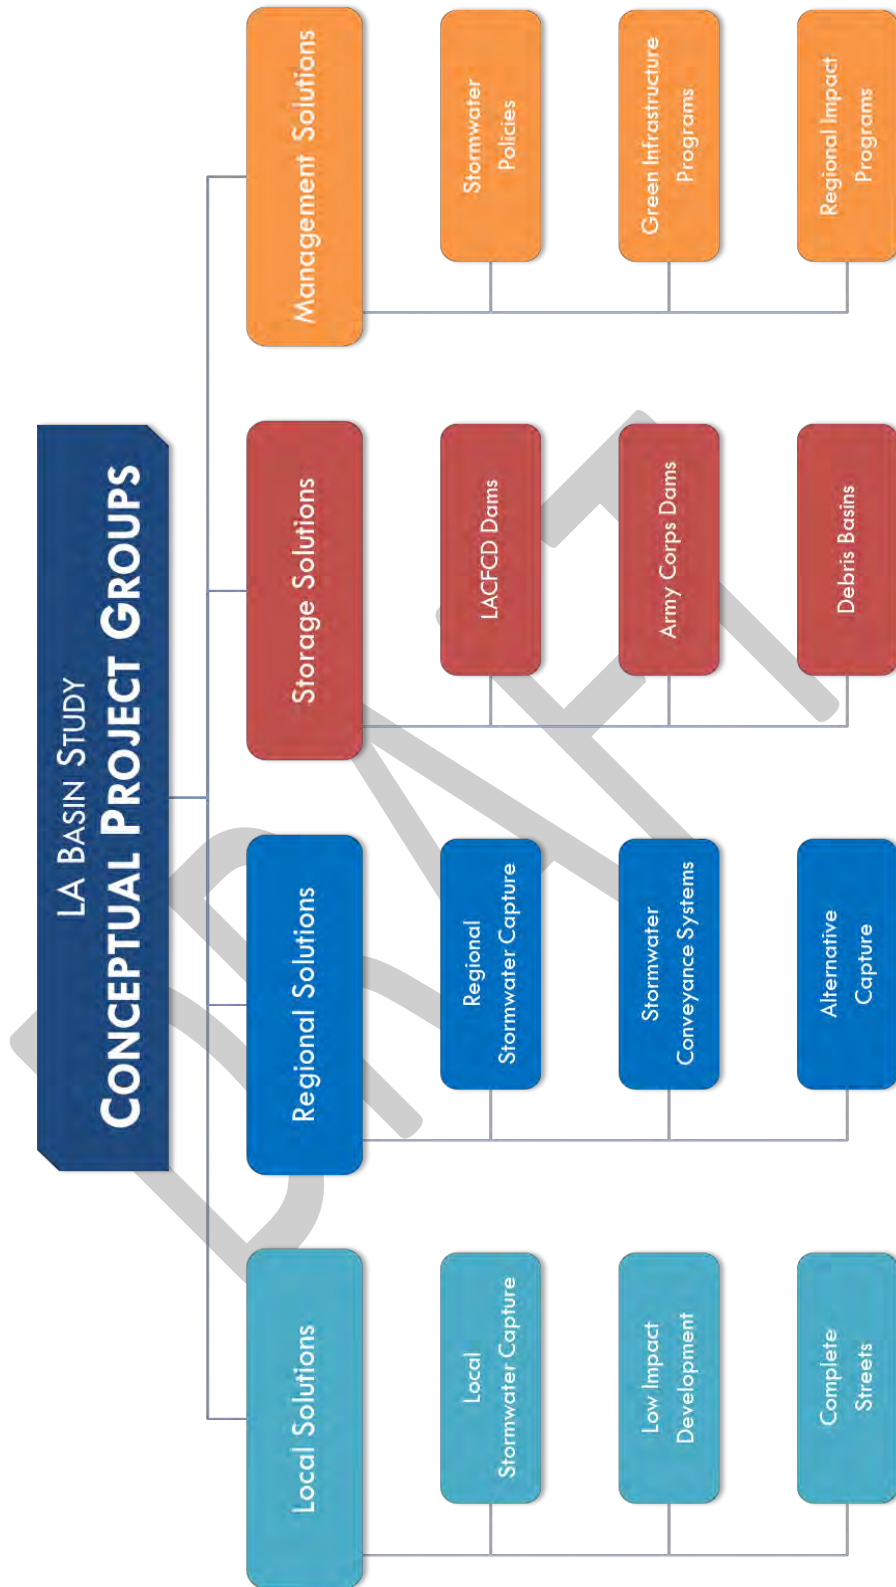 LA BASIN STUDY
CONCEPTUAL PROJECT GROUPS
Local Solutions
Local
Stormwater Capture
Low Impact
Development
Complete
Streets
Regional Solutions
Regional
Stormwater Capture
Stormwater
Conveyance Systems
Alternative
Capture
Storage Solutions
LACFCD Dams
Army Corps Dams
Debris Basins
Management Solutions
Stormwater
Policies
Green Infrastructure
Programs
Regional Impact
Programs
DRAFT